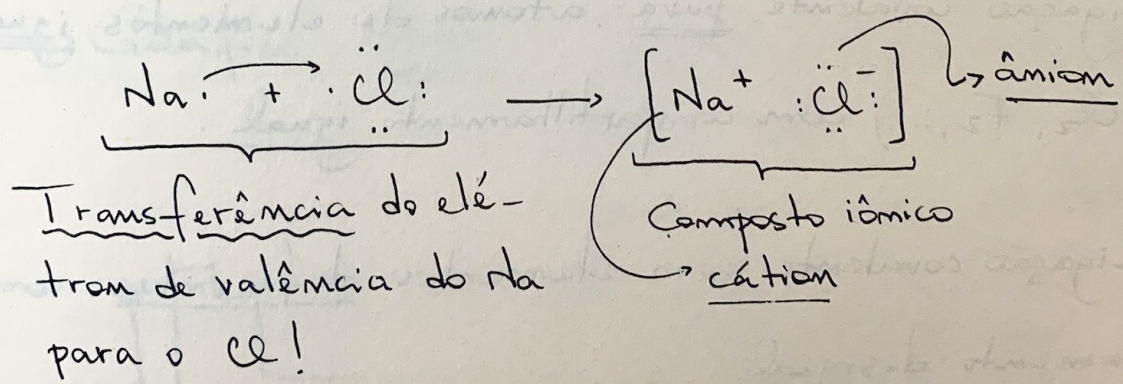 Na· + ·Cl: → [Na⁺ :Cl:⁻] → ânion
Transferência do elé-
tron de valência do Na
para o Cl!
Composto iônico
cátion